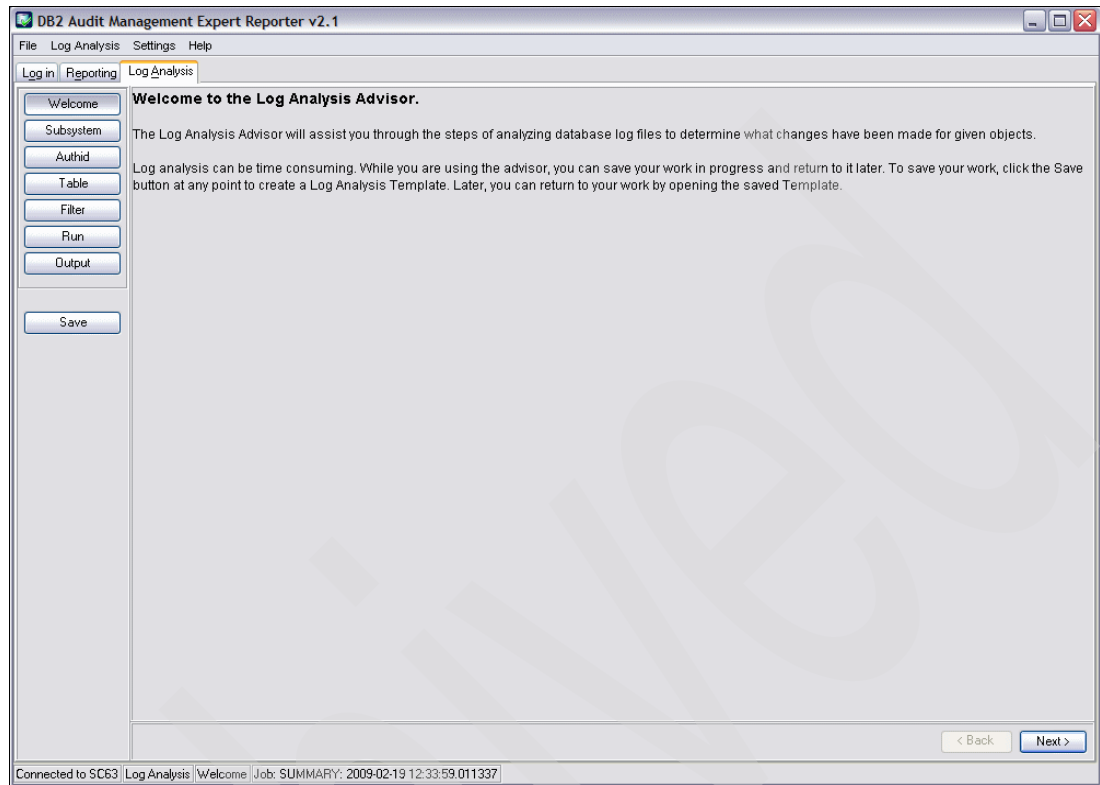 DB2 Audit Management Expert Reporter v2.1
File Log Analysis Settings Help
Log in Reporting Log Analysis
Welcome
Subsystem
Authid
Table
Filter
Run
Output
Save
Welcome to the Log Analysis Advisor.
The Log Analysis Advisor will assist you through the steps of analyzing database log files to determine what changes have been made for given objects.
Log analysis can be time consuming. While you are using the advisor, you can save your work in progress and return to it later. To save your work, click the Save
button at any point to create a Log Analysis Template. Later, you can return to your work by opening the saved Template.
< Back Next >
Connected to SC63 Log Analysis Welcome Job: SUMMARY: 2009-02-19 12:33:59.011337